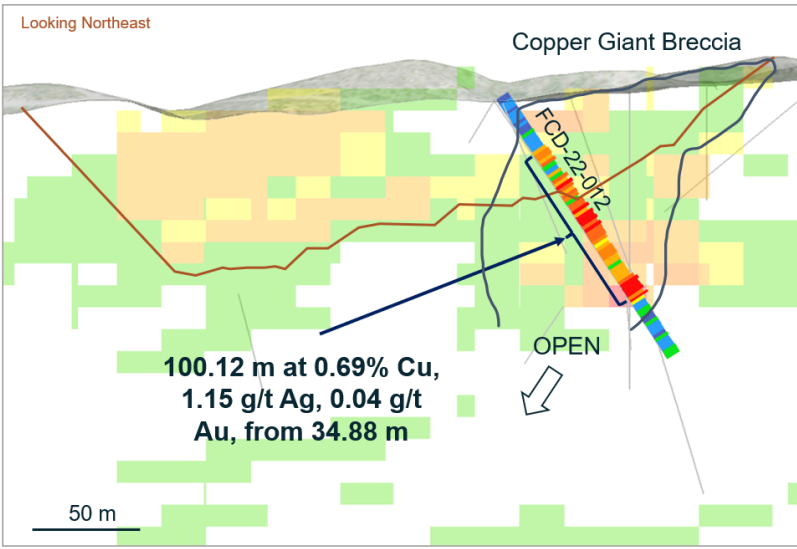 Looking Northeast
Copper Giant Breccia
FCD-22-012
OPEN
100.12 m at 0.69% Cu,
1.15 g/t Ag, 0.04 g/t
Au, from 34.88 m
50 m